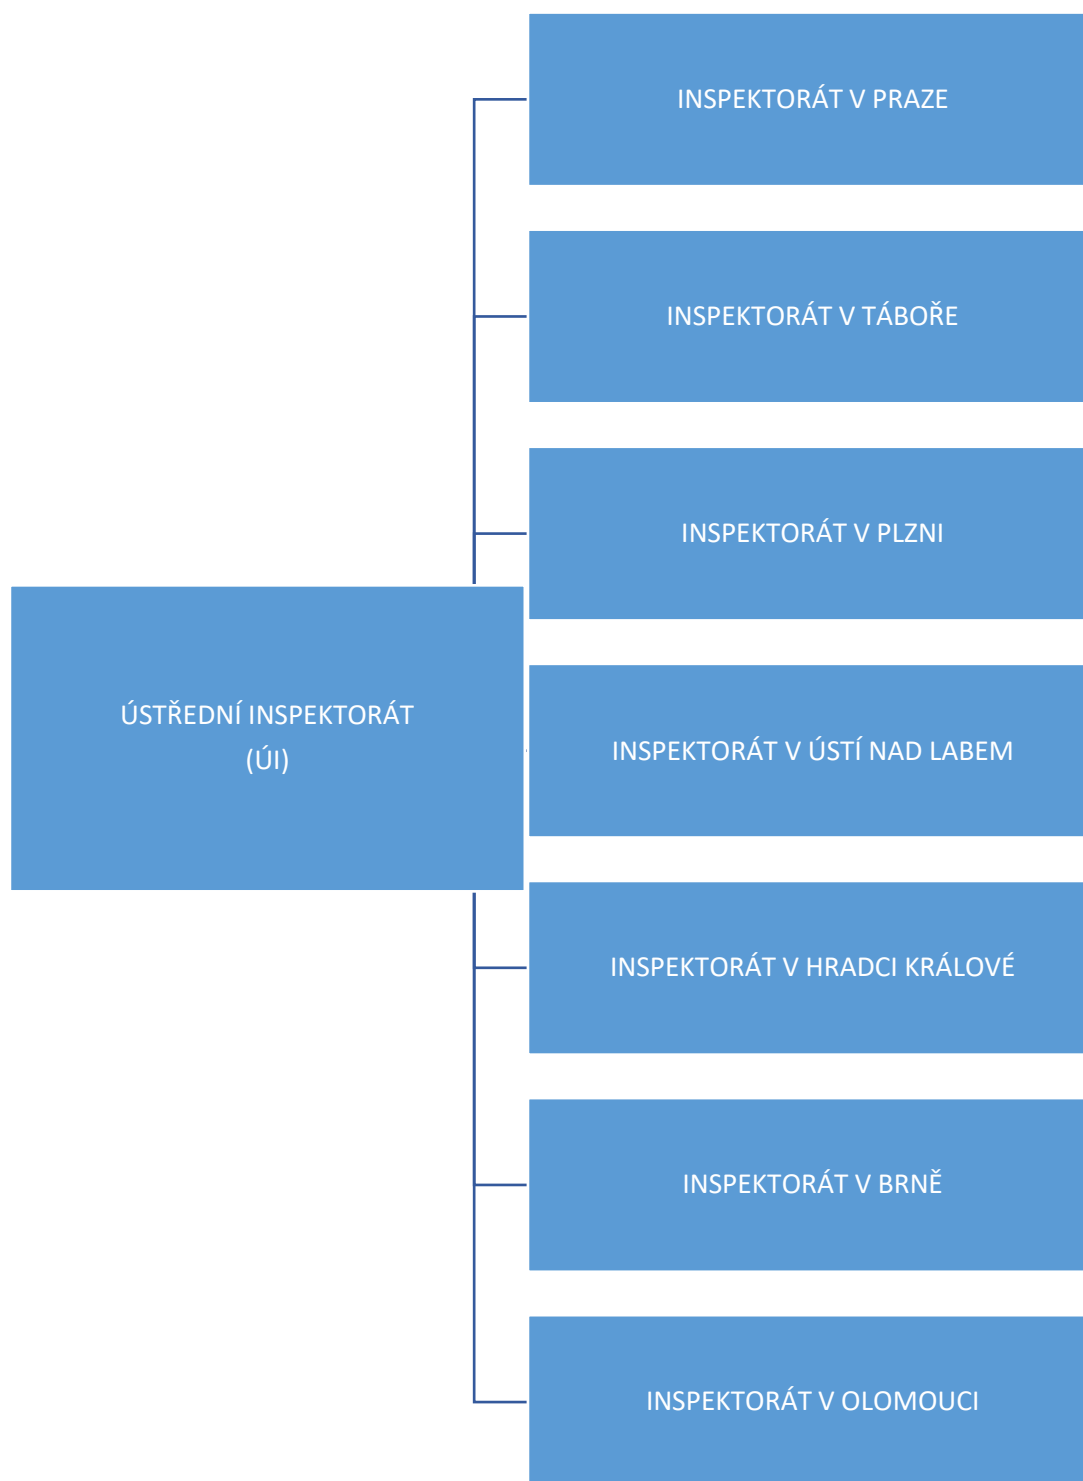 INSPEKTORÁT V PRAZE
INSPEKTORÁT V TÁBOŘE
INSPEKTORÁT V PLZNI
ÚSTŘEDNÍ INSPEKTORÁT
(ÚI)
INSPEKTORÁT V ÚSTÍ NAD LABEM
INSPEKTORÁT V HRADCI KRÁLOVÉ
INSPEKTORÁT V BRNĚ
INSPEKTORÁT V OLOMOUCI